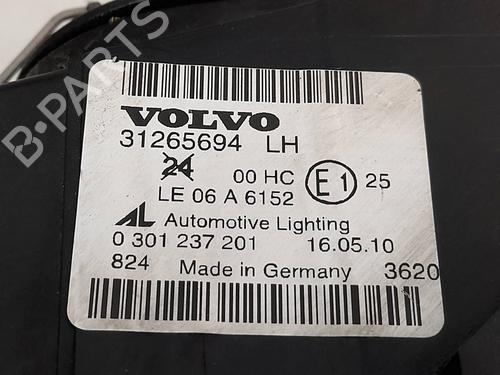 VOLVO
31265694 LH
24 00 HC E1 25
LE 06 A 6152
AL Automotive Lighting
0 301 237 201 16.05.10
824 Made in Germany 3620
B-PARTS